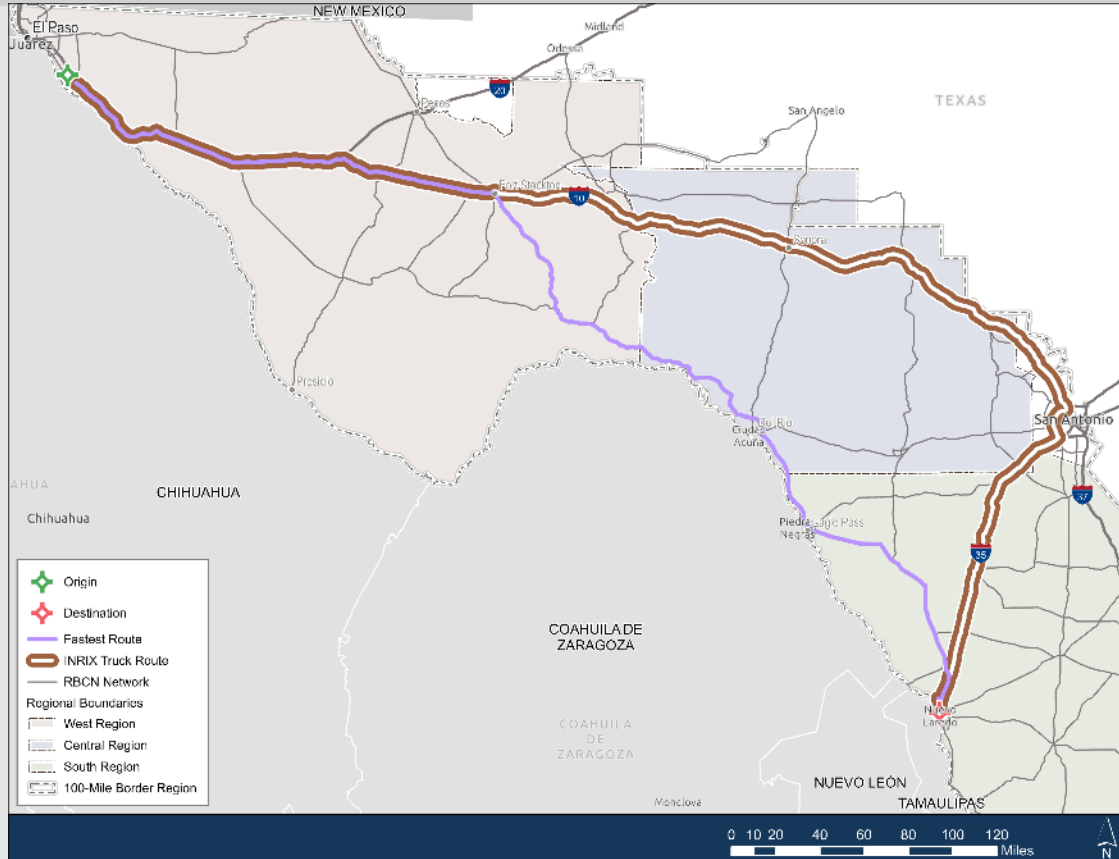 NEW MEXICO
El Paso
Juárez
Midland
Odessa
20
Pecos
San Angelo
TEXAS
Fort Stockton
10
Sonora
Presidio
San Antonio
Del Rio
Ciudad
Acuña
AHUA
CHIHUAHUA
Chihuahua
37
Piedras
Negras
Eagle Pass
35
COAHUILA DE
ZARAGOZA
Nuevo
Laredo
COAHUILA
DE
ZARAGOZA
NUEVO LEÓN
TAMAULIPAS
Monclova
Origin
Destination
Fastest Route
INRIX Truck Route
RBCN Network
Regional Boundaries
West Region
Central Region
South Region
100-Mile Border Region
0 10 20 40 60 80 100 120
Miles
N